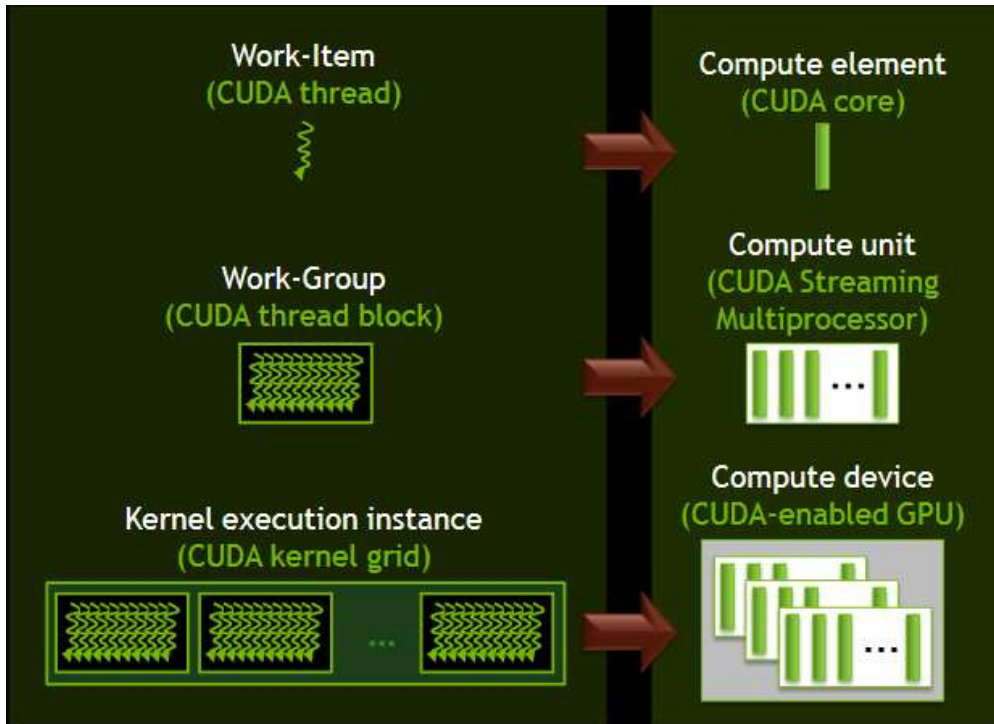 Work-Item
(CUDA thread)
Compute element
(CUDA core)
Work-Group
(CUDA thread block)
Compute unit
(CUDA Streaming
Multiprocessor)
...
Kernel execution instance
(CUDA kernel grid)
...
Compute device
(CUDA-enabled GPU)
...